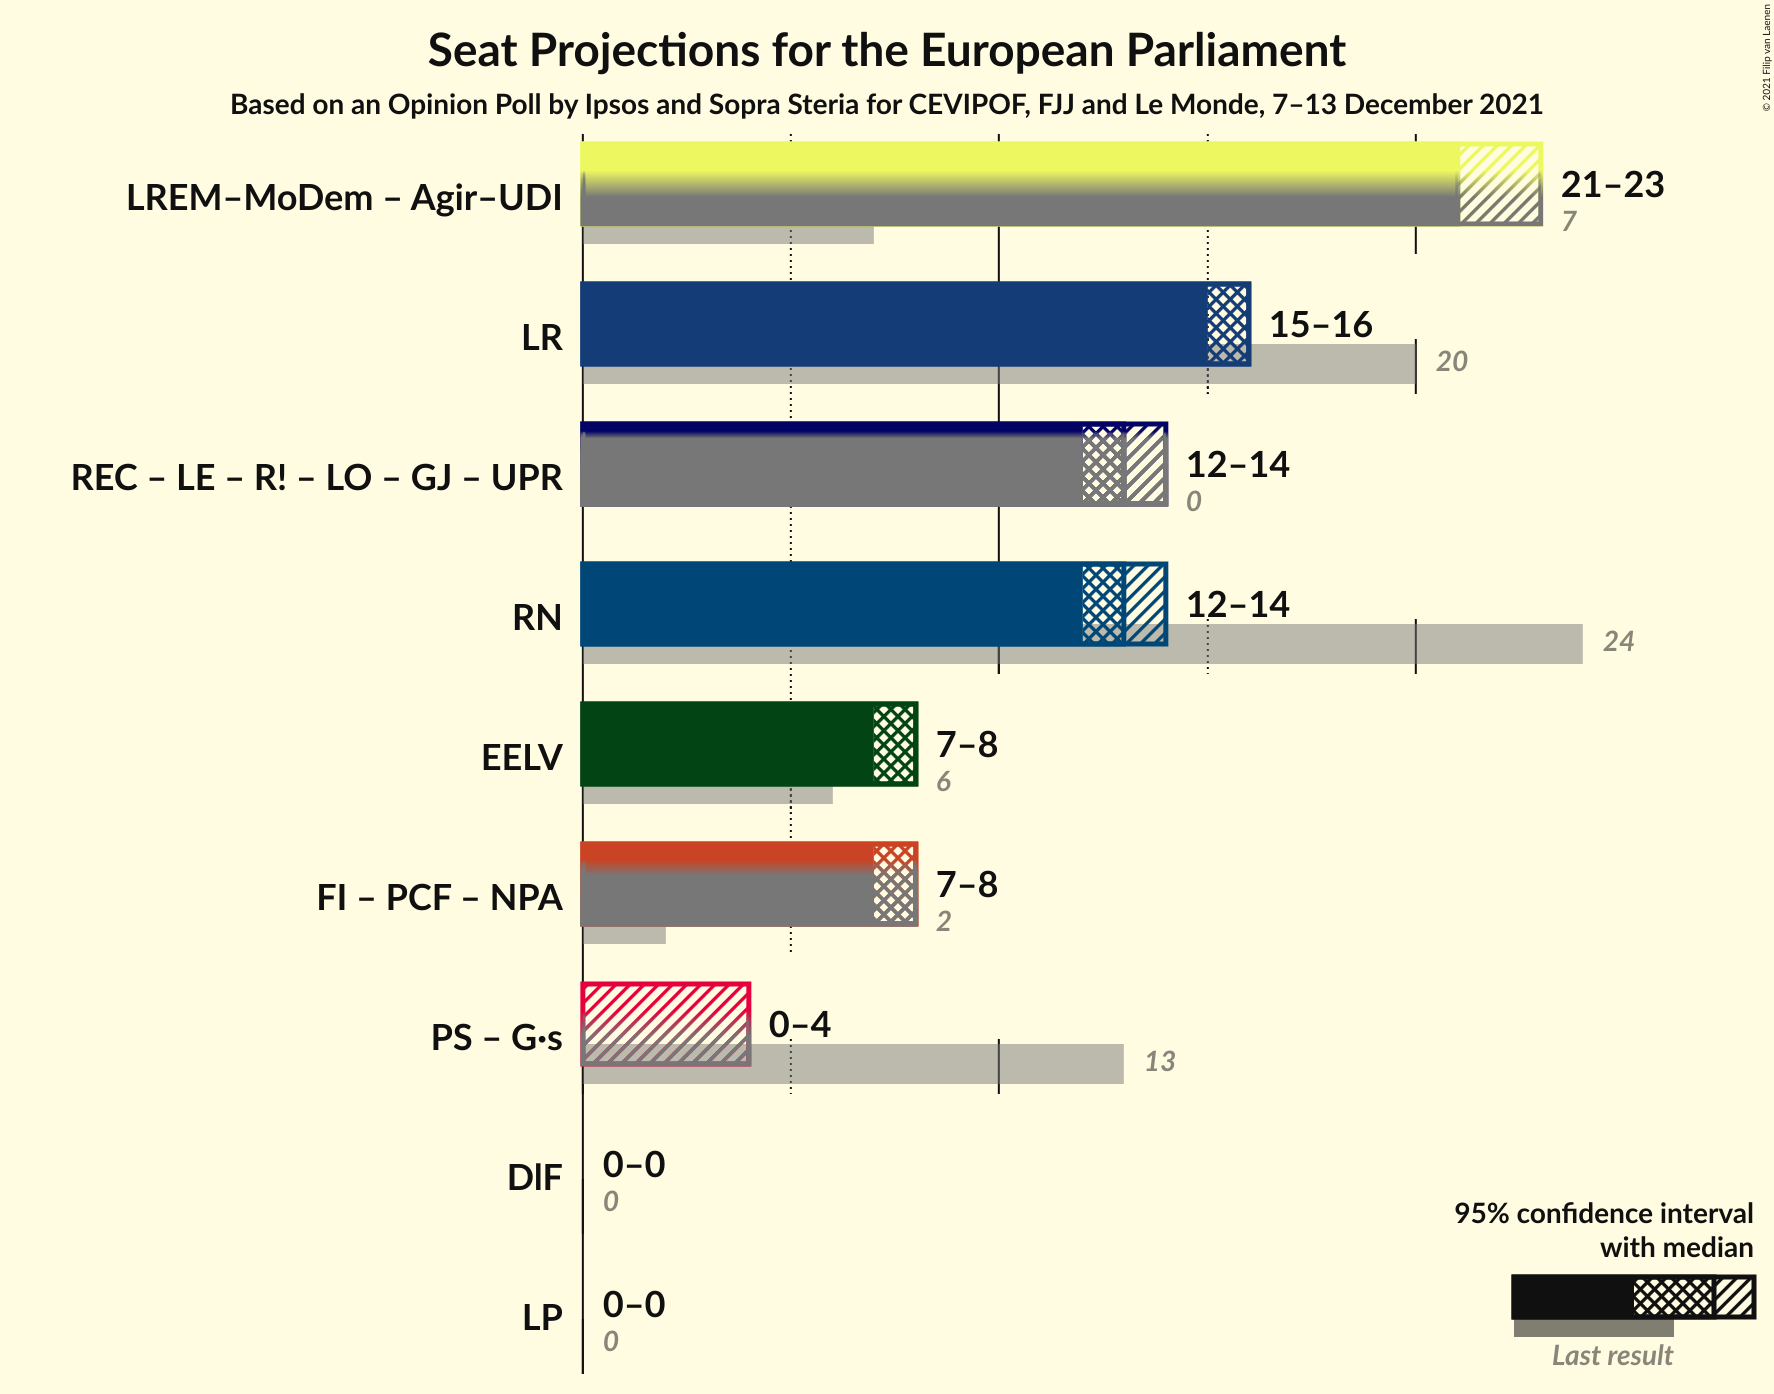 Seat Projections for the European Parliament
Based on an Opinion Poll by Ipsos and Sopra Steria for CEVIPOF, FJJ and Le Monde, 7–13 December 2021
© 2021 Filip van Laenen
LREM–MoDem – Agir–UDI
21–23
7
LR
15–16
20
REC – LE – R! – LO – GJ – UPR
12–14
0
RN
12–14
24
EELV
7–8
6
FI – PCF – NPA
7–8
2
PS – G·s
0–4
13
DIF
0–0
0
LP
0–0
0
95% confidence interval
with median
Last result